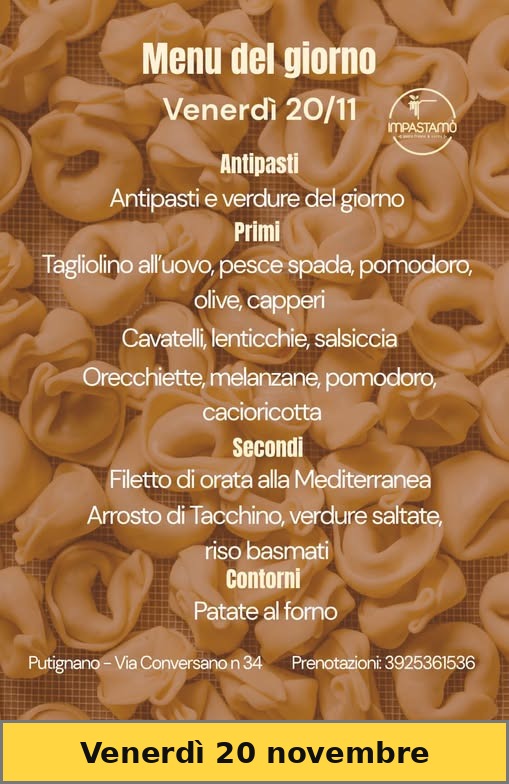 Menu del giorno
Venerdì 20/11
IMPASTAMÒ
Antipasti
Antipasti e verdure del giorno
Primi
Tagliolino all'uovo, pesce spada, pomodoro,
olive, capperi
Cavatelli, lenticchie, salsiccia
Orecchiette, melanzane, pomodoro,
cacioricotta
Secondi
Filetto di orata alla Mediterranea
Arrosto di Tacchino, verdure saltate,
riso basmati
Contorni
Patate al forno
Putignano - Via Conversano n 34 Prenotazioni: 3925361536
Venerdì 20 novembre